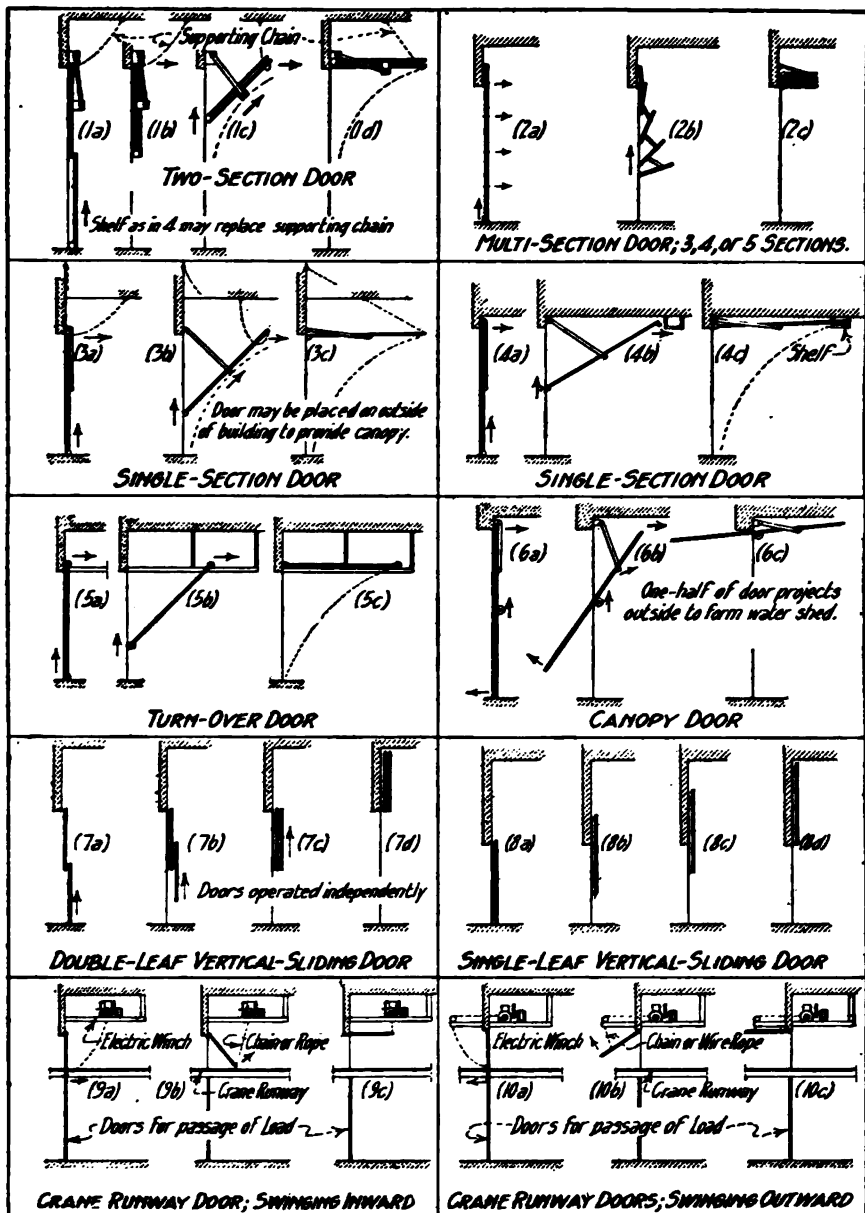 Supporting Chain
(1a) (1b) (1c) (1d)
TWO-SECTION DOOR
Shelf as in 4 may replace supporting chain
(2a) (2b) (2c)
MULTI-SECTION DOOR; 3, 4, or 5 SECTIONS.
(3a) (3b) (3c)
Door may be placed on outside
of building to provide canopy.
SINGLE-SECTION DOOR
(4a) (4b) (4c)
Shelf
SINGLE-SECTION DOOR
(5a) (5b) (5c)
TURN-OVER DOOR
(6a) (6b) (6c)
One-half of door projects
outside to form water shed.
CANOPY DOOR
(7a) (7b) (7c) (7d)
Doors operated independently
DOUBLE-LEAF VERTICAL-SLIDING DOOR
(8a) (8b) (8c) (8d)
SINGLE-LEAF VERTICAL-SLIDING DOOR
Electric Winch Chain or Rope
(9a) (9b) Crane Runway (9c)
Doors for passage of Load
CRANE RUNWAY DOOR; SWINGING INWARD
Electric Winch Chain or Wire Rope
(10a) (10b) Crane Runway (10c)
Doors for passage of Load
CRANE RUNWAY DOORS; SWINGING OUTWARD